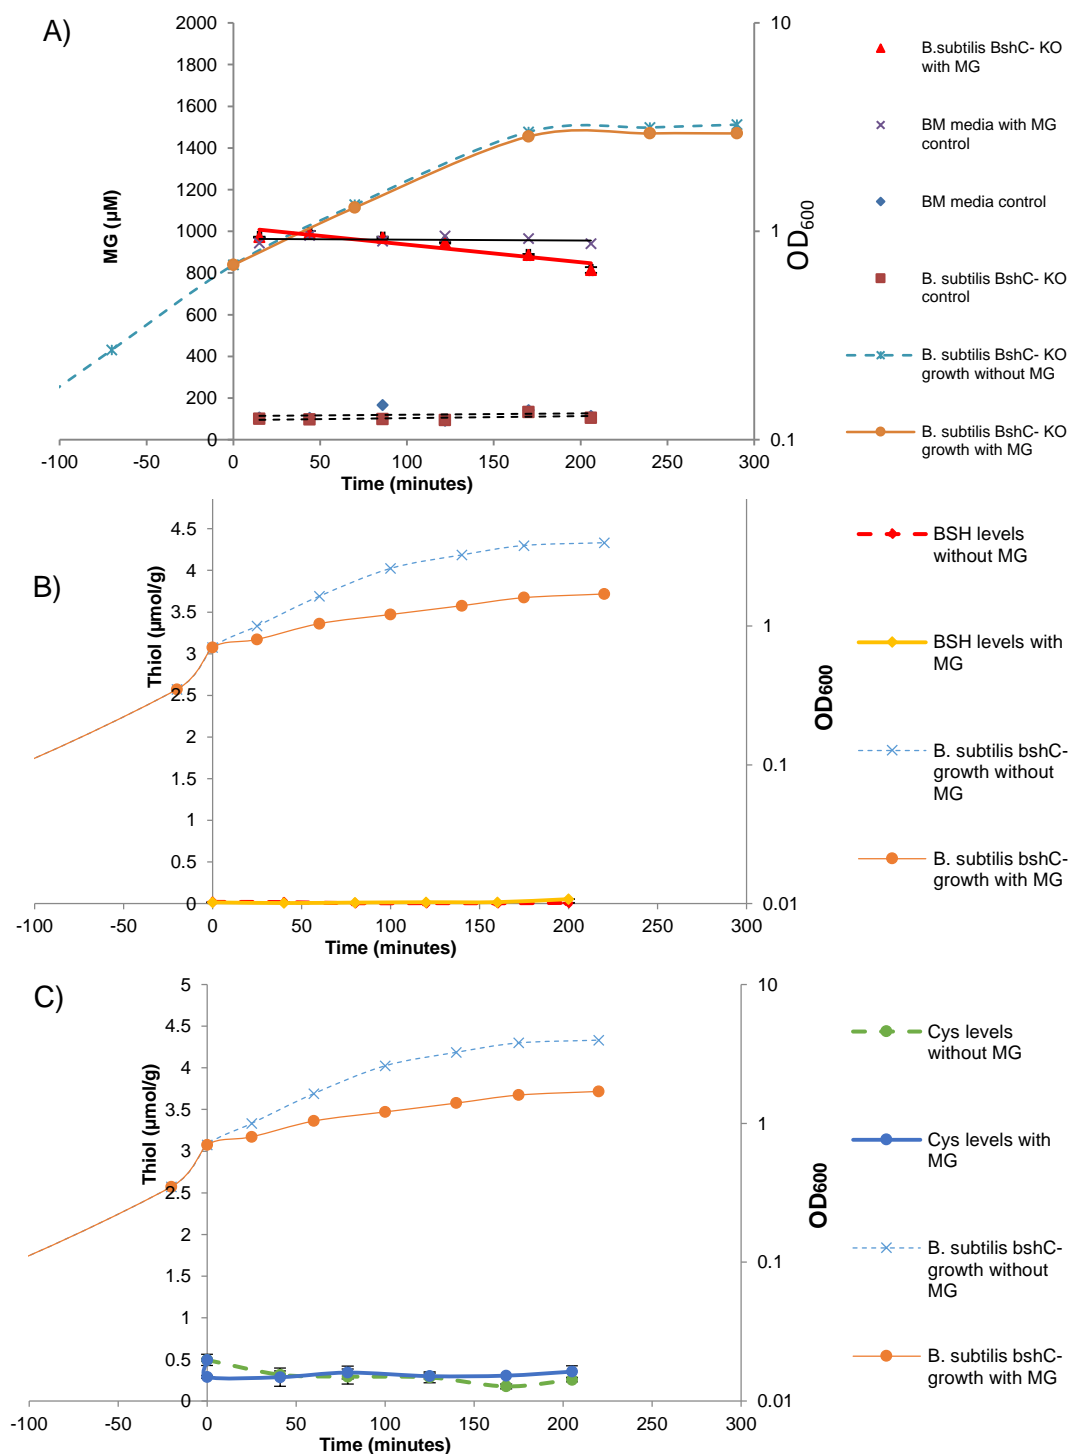 A)
2000
1800
1600
1400
1200
1000
800
600
400
200
0
MG (µM)
10
1
0.1
OD600
-100
-50
0
50
100
150
200
250
300
Time (minutes)
B.subtilis BshC- KO
with MG
BM media with MG
control
BM media control
B. subtilis BshC- KO
control
B. subtilis BshC- KO
growth without MG
B. subtilis BshC- KO
growth with MG
B)
4.5
4
3.5
3
2.5
2
1.5
1
0.5
0
Thiol (µmol/g)
1
0.1
0.01
OD600
-100
-50
0
50
100
150
200
250
300
Time (minutes)
BSH levels
without MG
BSH levels with
MG
B. subtilis bshC-
growth without
MG
B. subtilis bshC-
growth with MG
C)
5
4.5
4
3.5
3
2.5
2
1.5
1
0.5
0
Thiol (µmol/g)
10
1
0.1
0.01
OD600
-100
-50
0
50
100
150
200
250
300
Time (minutes)
Cys levels
without MG
Cys levels with
MG
B. subtilis bshC-
growth without
MG
B. subtilis bshC-
growth with MG